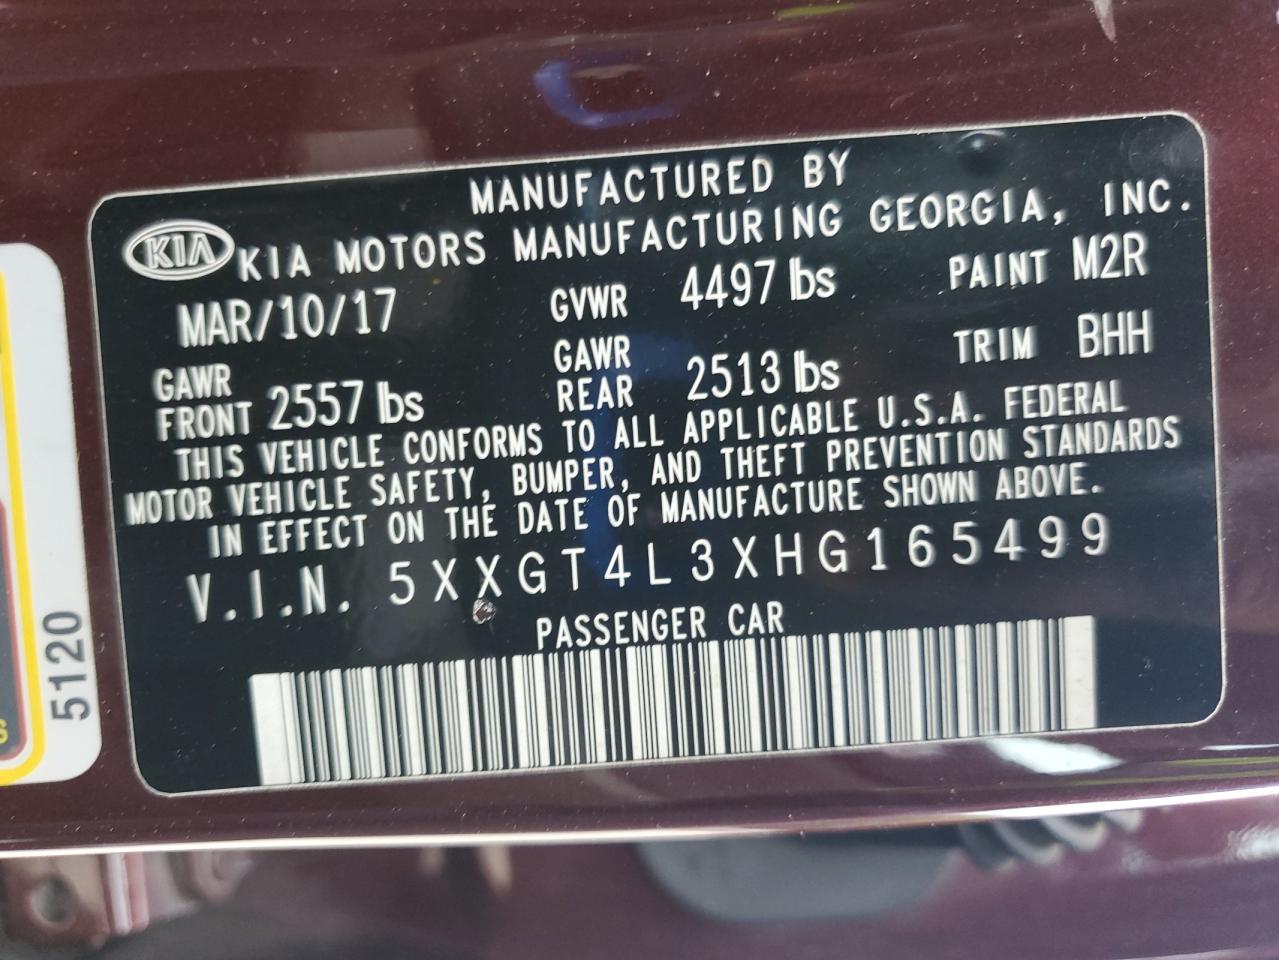 MANUFACTURED BY
KIA KIA MOTORS MANUFACTURING GEORGIA, INC.
MAR/10/17 GVWR 4497 lbs PAINT M2R
GAWR FRONT 2557 lbs GAWR REAR 2513 lbs TRIM BHH
THIS VEHICLE CONFORMS TO ALL APPLICABLE U.S.A. FEDERAL
MOTOR VEHICLE SAFETY, BUMPER, AND THEFT PREVENTION STANDARDS
IN EFFECT ON THE DATE OF MANUFACTURE SHOWN ABOVE.
V.I.N. 5XXGT4L3XHG165499
PASSENGER CAR
5120